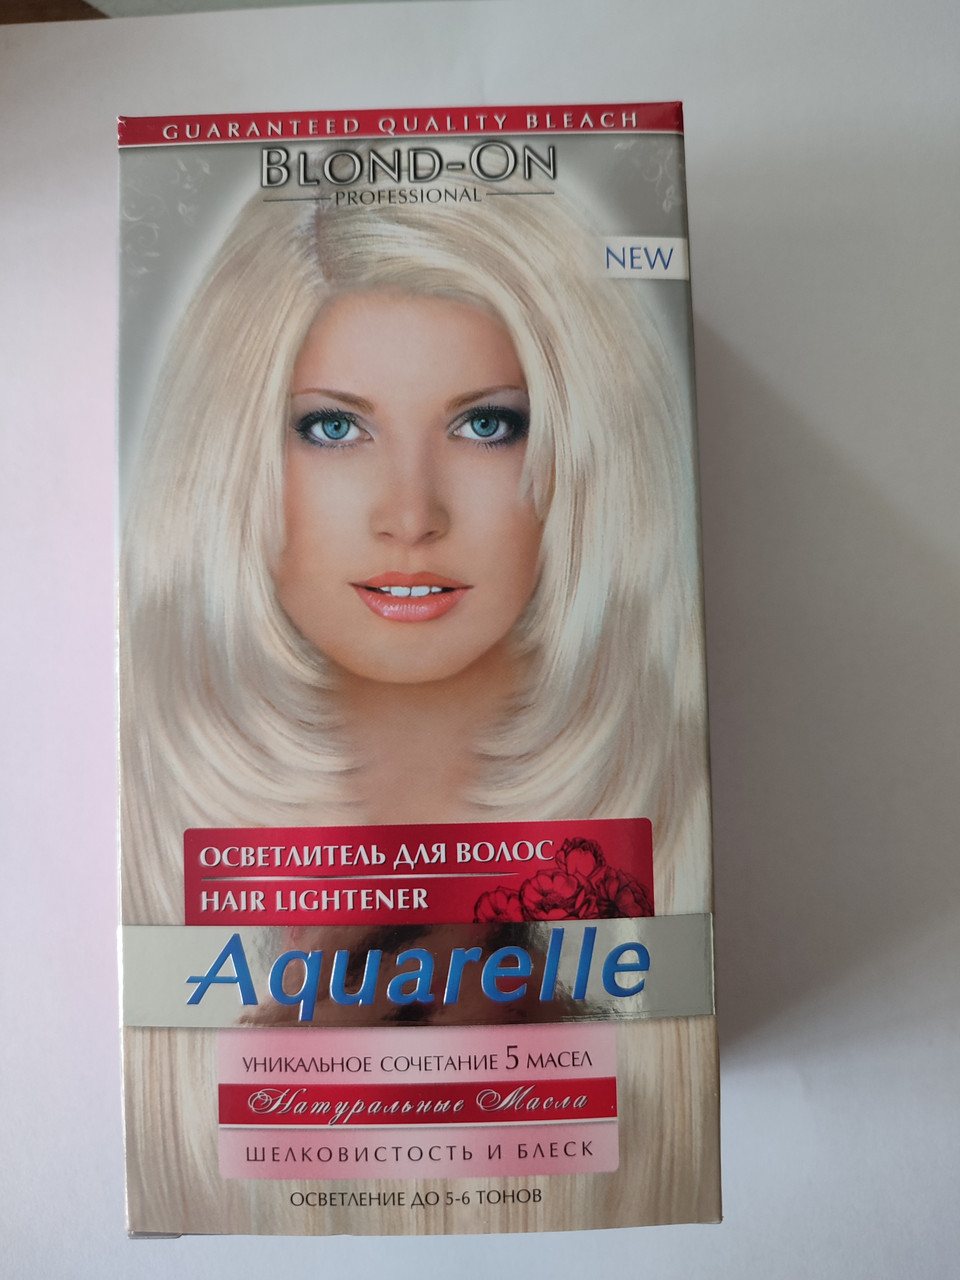 GUARANTEED QUALITY BLEACH
BLOND-ON
PROFESSIONAL
NEW
ОСВЕТЛИТЕЛЬ ДЛЯ ВОЛОС
HAIR LIGHTENER
Aquarelle
УНИКАЛЬНОЕ СОЧЕТАНИЕ 5 МАСЕЛ
Натуральные Масла
ШЕЛКОВИСТОСТЬ И БЛЕСК
ОСВЕТЛЕНИЕ ДО 5-6 ТОНОВ